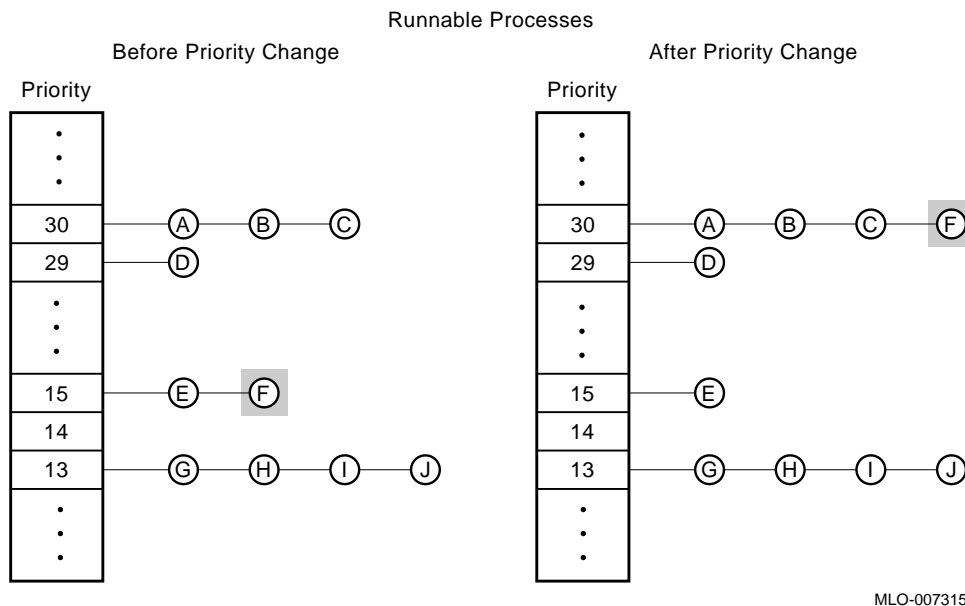 Runnable Processes
Before Priority Change
After Priority Change
Priority
30 A B C
29 D
15 E F
14
13 G H I J
Priority
30 A B C F
29 D
15 E
14
13 G H I J
MLO-007315